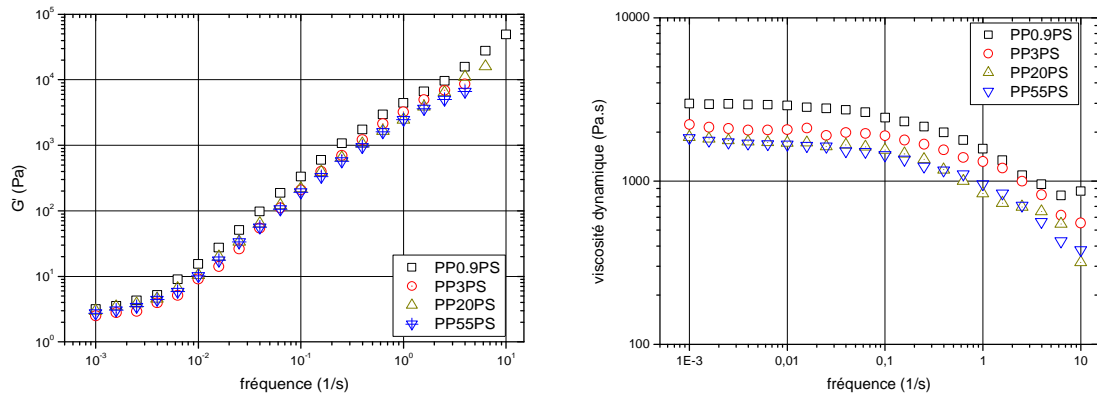 10^5
10^4
10^3
10^2
10^1
10^0
G' (Pa)
10^-3
10^-2
10^-1
10^0
10^1
fréquence (1/s)
PP0.9PS
PP3PS
PP20PS
PP55PS
10000
1000
100
viscosité dynamique (Pa.s)
1E-3
0,01
0,1
1
10
fréquence (1/s)
PP0.9PS
PP3PS
PP20PS
PP55PS